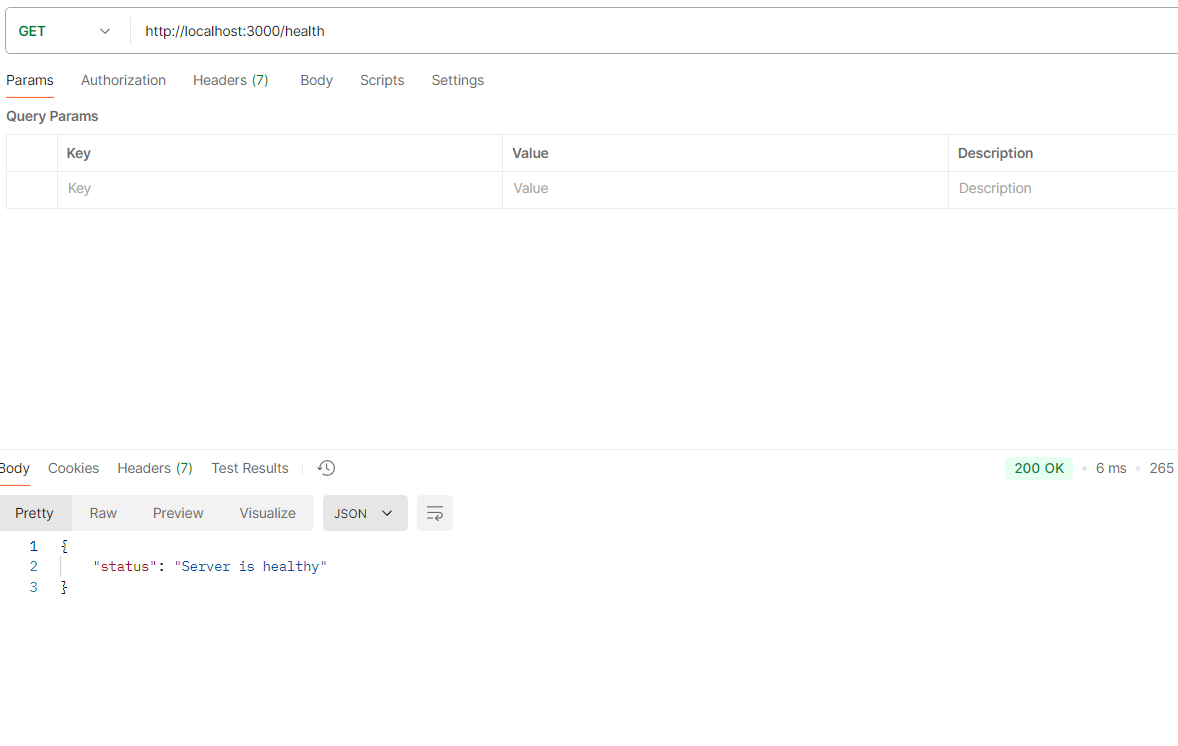 GET http://localhost:3000/health
Params Authorization Headers (7) Body Scripts Settings
Query Params
Key Value Description
Key Value Description
Body Cookies Headers (7) Test Results 200 OK 6 ms 265
Pretty Raw Preview Visualize JSON
1 {
2 "status": "Server is healthy"
3 }